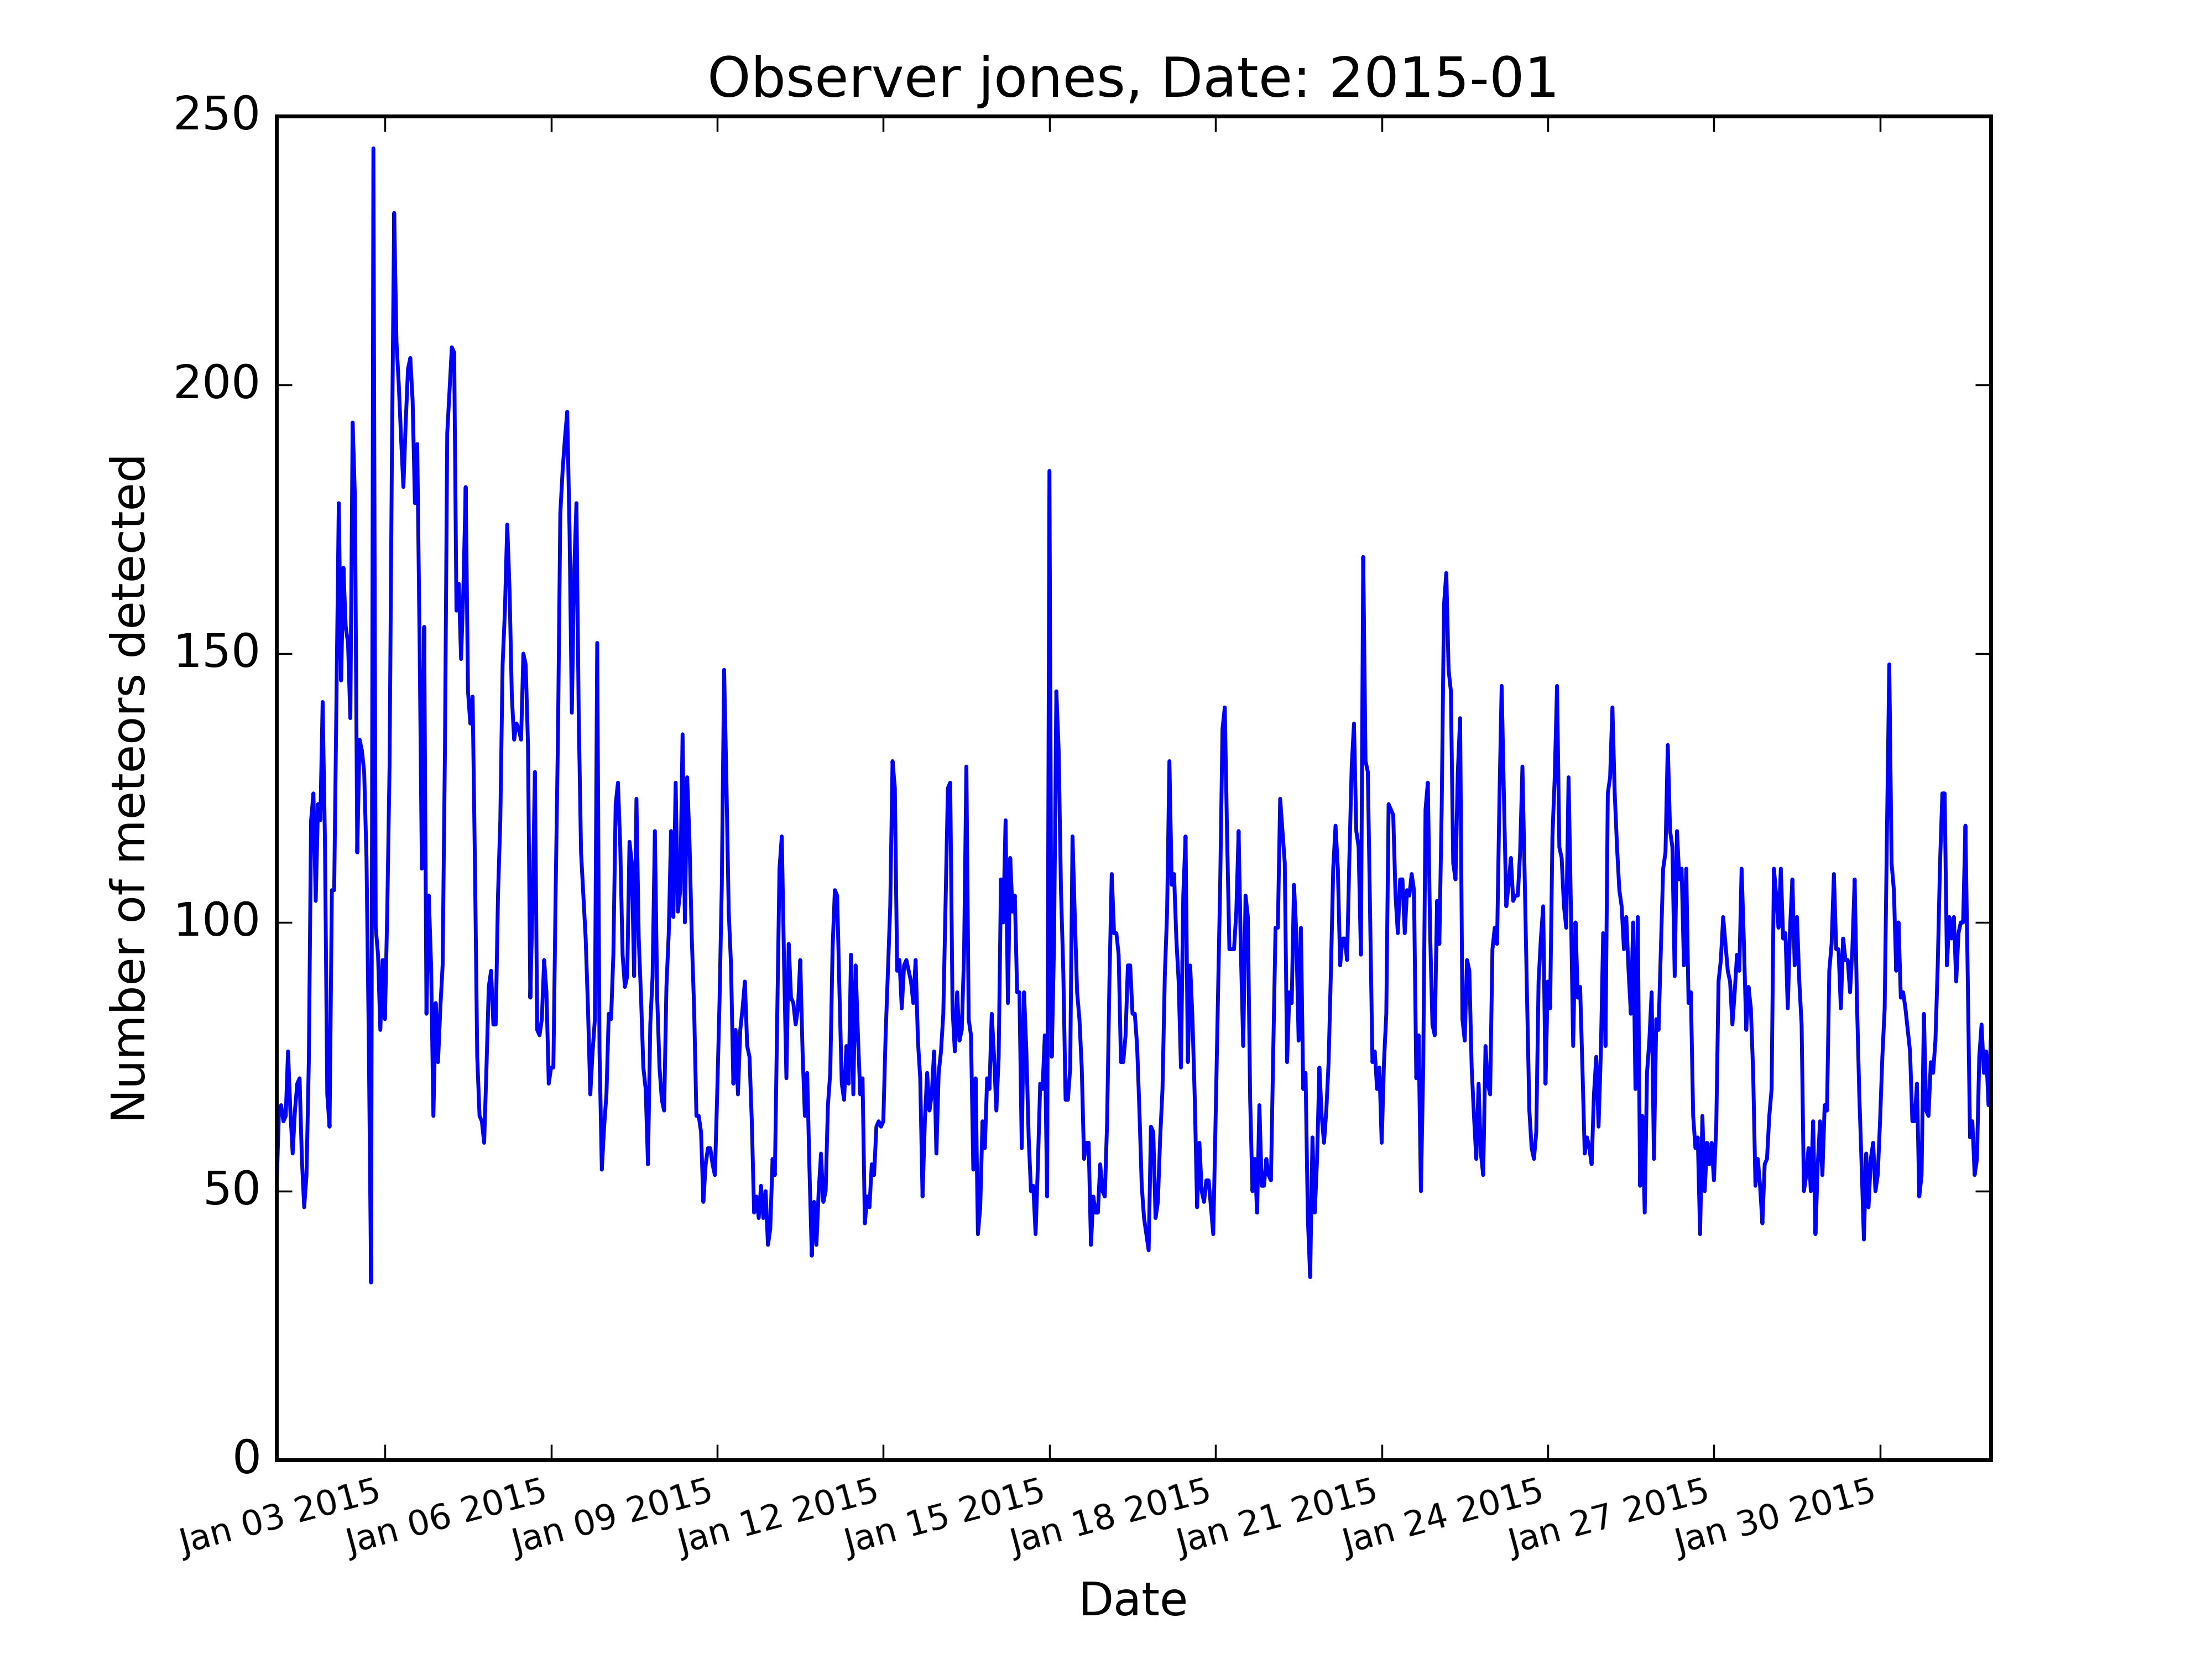 Observer jones, Date: 2015-01
250
200
150
100
50
0
Number of meteors detected
Jan 03 2015
Jan 06 2015
Jan 09 2015
Jan 12 2015
Jan 15 2015
Jan 18 2015
Jan 21 2015
Jan 24 2015
Jan 27 2015
Jan 30 2015
Date